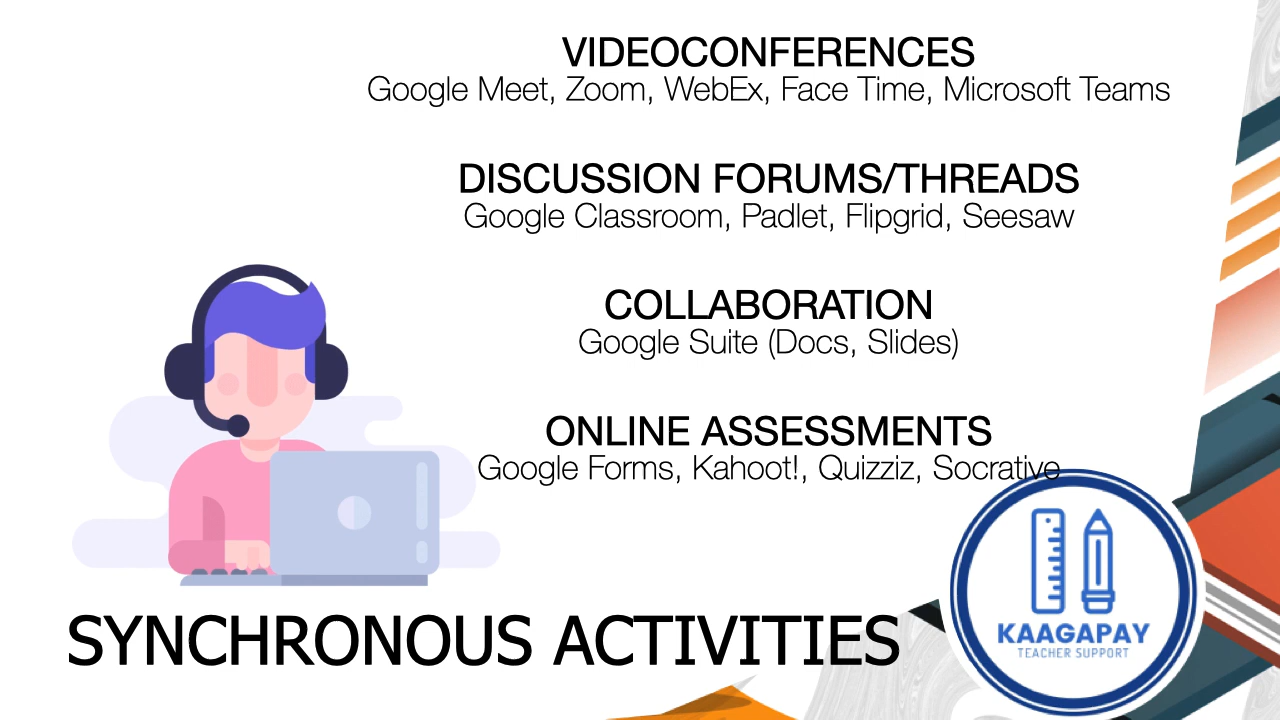 VIDEOCONFERENCES
Google Meet, Zoom, WebEx, Face Time, Microsoft Teams
DISCUSSION FORUMS/THREADS
Google Classroom, Padlet, Flipgrid, Seesaw
COLLABORATION
Google Suite (Docs, Slides)
ONLINE ASSESSMENTS
Google Forms, Kahoot!, Quizziz, Socrative
SYNCHRONOUS ACTIVITIES
KAAGAPAY
TEACHER SUPPORT